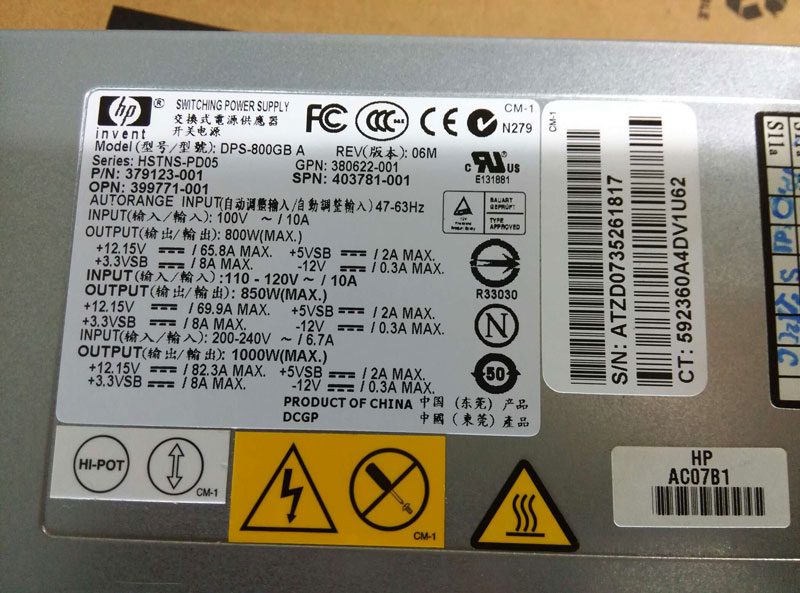 hp ®
invent
SWITCHING POWER SUPPLY
交換式電源供應器
开关电源
FC CCC CE N279
CM-1
Model (型号/型號): DPS-800GB A REV(版本): 06M
Series: HSTNS-PD05 GPN: 380622-001
P/N: 379123-001 SPN: 403781-001
OPN: 399771-001
c RU US
E131881
AUTORANGE INPUT(自动调整输入/自動調整輸入) 47-63Hz
INPUT(输入/輸入): 100V ~ / 10A
OUTPUT(输出/輸出): 800W(MAX.)
+12.15V / 65.8A MAX. +5VSB / 2A MAX.
+3.3VSB / 8A MAX. -12V / 0.3A MAX.
INPUT(输入/輸入): 110 - 120V ~ / 10A
OUTPUT(输出/輸出): 850W(MAX.)
+12.15V / 69.9A MAX. +5VSB / 2A MAX.
+3.3VSB / 8A MAX. -12V / 0.3A MAX.
INPUT(输入/輸入): 200-240V ~ / 6.7A
OUTPUT(输出/輸出): 1000W(MAX.)
+12.15V / 82.3A MAX. +5VSB / 2A MAX.
+3.3VSB / 8A MAX. -12V / 0.3A MAX.
BAUART
GEPRÜFT
TYPE
APPROVED
R33030
N
50
PRODUCT OF CHINA 中国 (东莞) 产品
DCGP 中國 (東莞) 產品
CM-1
S/N: ATZD0735261817
CT: 592360A4DV1U62
HI-POT
CM-1
CM-1
HP
AC07B1